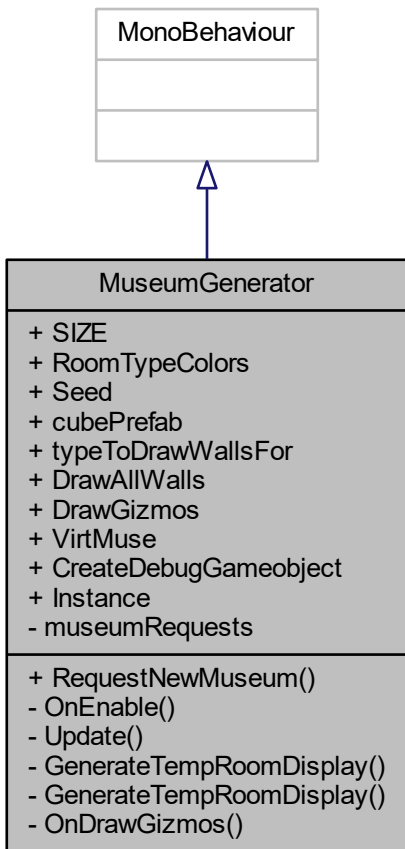 MonoBehaviour
MuseumGenerator
+ SIZE
+ RoomTypeColors
+ Seed
+ cubePrefab
+ typeToDrawWallsFor
+ DrawAllWalls
+ DrawGizmos
+ VirtMuse
+ CreateDebugGameobject
+ Instance
- museumRequests
+ RequestNewMuseum()
- OnEnable()
- Update()
- GenerateTempRoomDisplay()
- GenerateTempRoomDisplay()
- OnDrawGizmos()